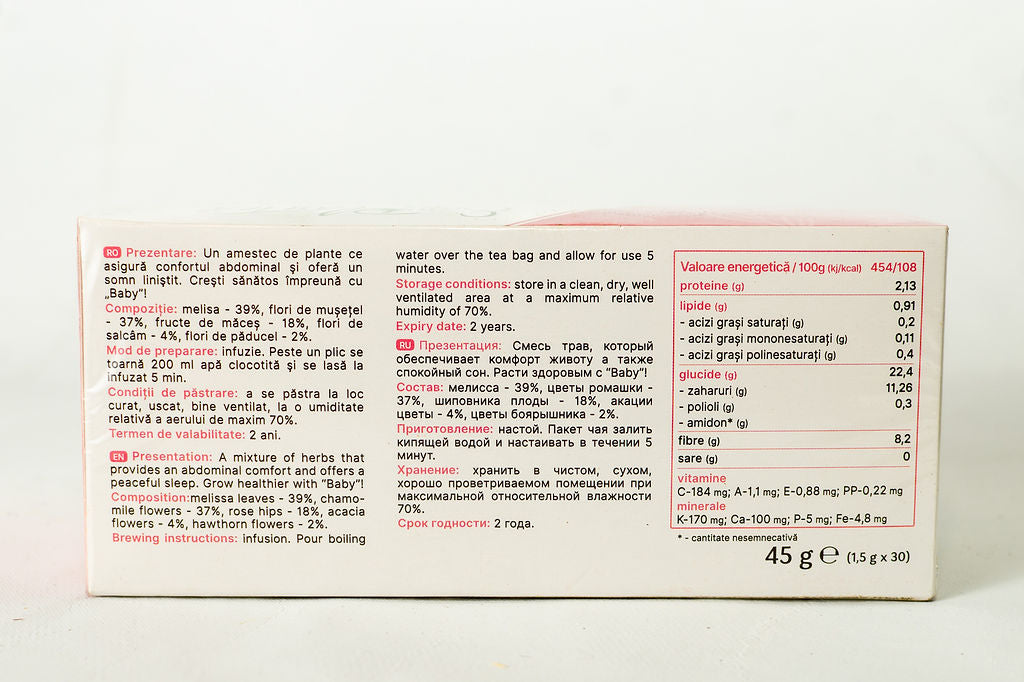 RO Prezentare: Un amestec de plante ce
asigură confortul abdominal și oferă un
somn liniștit. Crești sănătos împreună cu
„Baby”!
Compoziție: melisa - 39%, flori de mușețel
- 37%, fructe de măceș - 18%, flori de
salcâm - 4%, flori de păducel - 2%.
Mod de preparare: infuzie. Peste un plic se
toarnă 200 ml apă clocotită și se lasă la
infuzat 5 min.
Condiții de păstrare: a se păstra la loc
curat, uscat, bine ventilat, la o umiditate
relativă a aerului de maxim 70%.
Termen de valabilitate: 2 ani.
EN Presentation: A mixture of herbs that
provides an abdominal comfort and offers a
peaceful sleep. Grow healthier with “Baby”!
Composition:melissa leaves - 39%, chamo-
mile flowers - 37%, rose hips - 18%, acacia
flowers - 4%, hawthorn flowers - 2%.
Brewing instructions: infusion. Pour boiling
water over the tea bag and allow for use 5
minutes.
Storage conditions: store in a clean, dry, well
ventilated area at a maximum relative
humidity of 70%.
Expiry date: 2 years.
RU Презентация: Смесь трав, который
обеспечивает комфорт животу а также
спокойный сон. Расти здоровым с “Baby”!
Состав: мелисса - 39%, цветы ромашки -
37%, шиповника плоды - 18%, акации
цветы - 4%, цветы боярышника - 2%.
Приготовление: настой. Пакет чая залить
кипящей водой и настаивать в течении 5
минут.
Хранение: хранить в чистом, сухом,
хорошо проветриваемом помещении при
максимальной относительной влажности
70%.
Срок годности: 2 года.
Valoare energetică / 100g (kj/kcal) 454/108
proteine (g) 2,13
lipide (g) 0,91
- acizi grași saturați (g) 0,2
- acizi grași mononesaturați (g) 0,11
- acizi grași polinesaturați (g) 0,4
glucide (g) 22,4
- zaharuri (g) 11,26
- polioli (g) 0,3
- amidon* (g)
fibre (g) 8,2
sare (g) 0
vitamine
C-184 mg; A-1,1 mg; E-0,88 mg; PP-0,22 mg
minerale
K-170 mg; Ca-100 mg; P-5 mg; Fe-4,8 mg
* - cantitate nesemnecativă
45 g ℮ (1,5 g x 30)